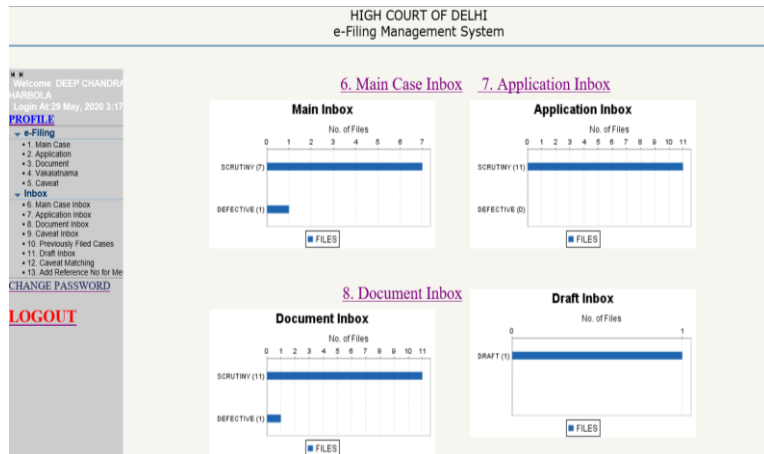 HIGH COURT OF DELHI
e-Filing Management System
Welcome DEEP CHANDRA
HARBOLA
Login At:29 May, 2020 3:17
PROFILE
e-Filing
1. Main Case
2. Application
3. Document
4. Vakalatnama
5. Caveat
Inbox
6. Main Case Inbox
7. Application Inbox
8. Document Inbox
9. Caveat Inbox
10. Previously Filed Cases
11. Draft Inbox
12. Caveat Matching
13. Add Reference No for Me
CHANGE PASSWORD
LOGOUT
6. Main Case Inbox
Main Inbox
No. of Files
0 1 2 3 4 5 6 7
SCRUTINY (7)
DEFECTIVE (1)
FILES
7. Application Inbox
Application Inbox
No. of Files
0 1 2 3 4 5 6 7 8 9 10 11
SCRUTINY (11)
DEFECTIVE (0)
FILES
8. Document Inbox
Document Inbox
No. of Files
0 1 2 3 4 5 6 7 8 9 10 11
SCRUTINY (11)
DEFECTIVE (1)
FILES
Draft Inbox
No. of Files
0 1
DRAFT (1)
FILES